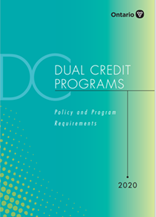 Ontario
DC
DUAL CREDIT
PROGRAMS
Policy and Program
Requirements
2020